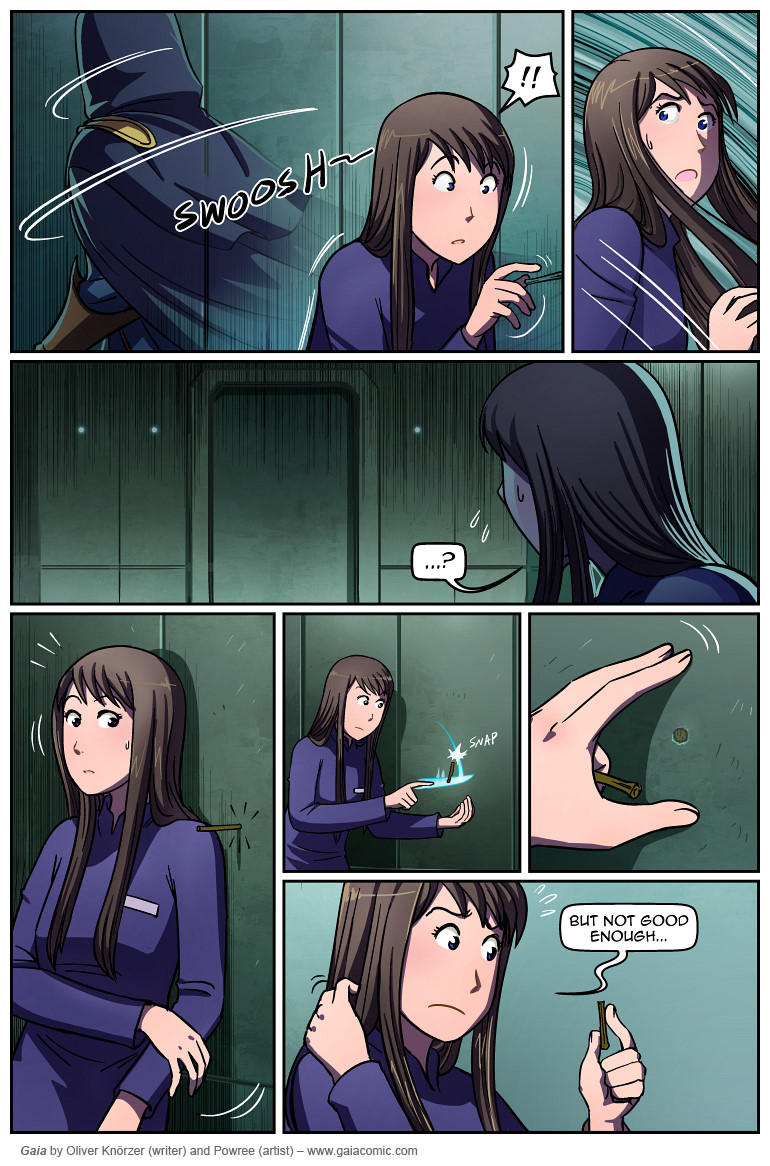 !!
SWOOSH~
...?
SNAP
BUT NOT GOOD
ENOUGH...
Gaia by Oliver Knörzer (writer) and Powree (artist) – www.gaiacomic.com